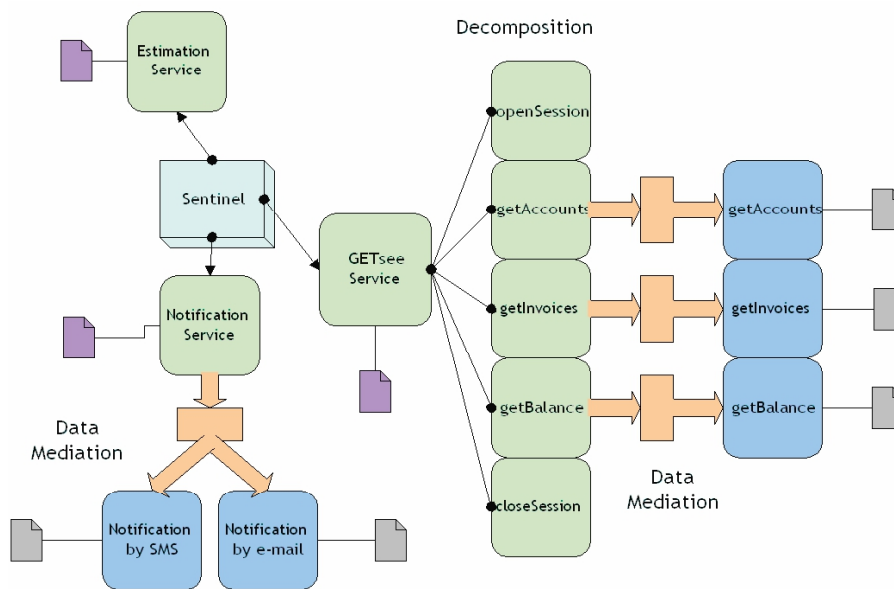 Decomposition
Estimation
Service
openSession
Sentinel
getAccounts
getAccounts
GETsee
Service
Notification
Service
getInvoices
getInvoices
getBalance
getBalance
Data
Mediation
Data
Mediation
closeSession
Notification
by SMS
Notification
by e-mail